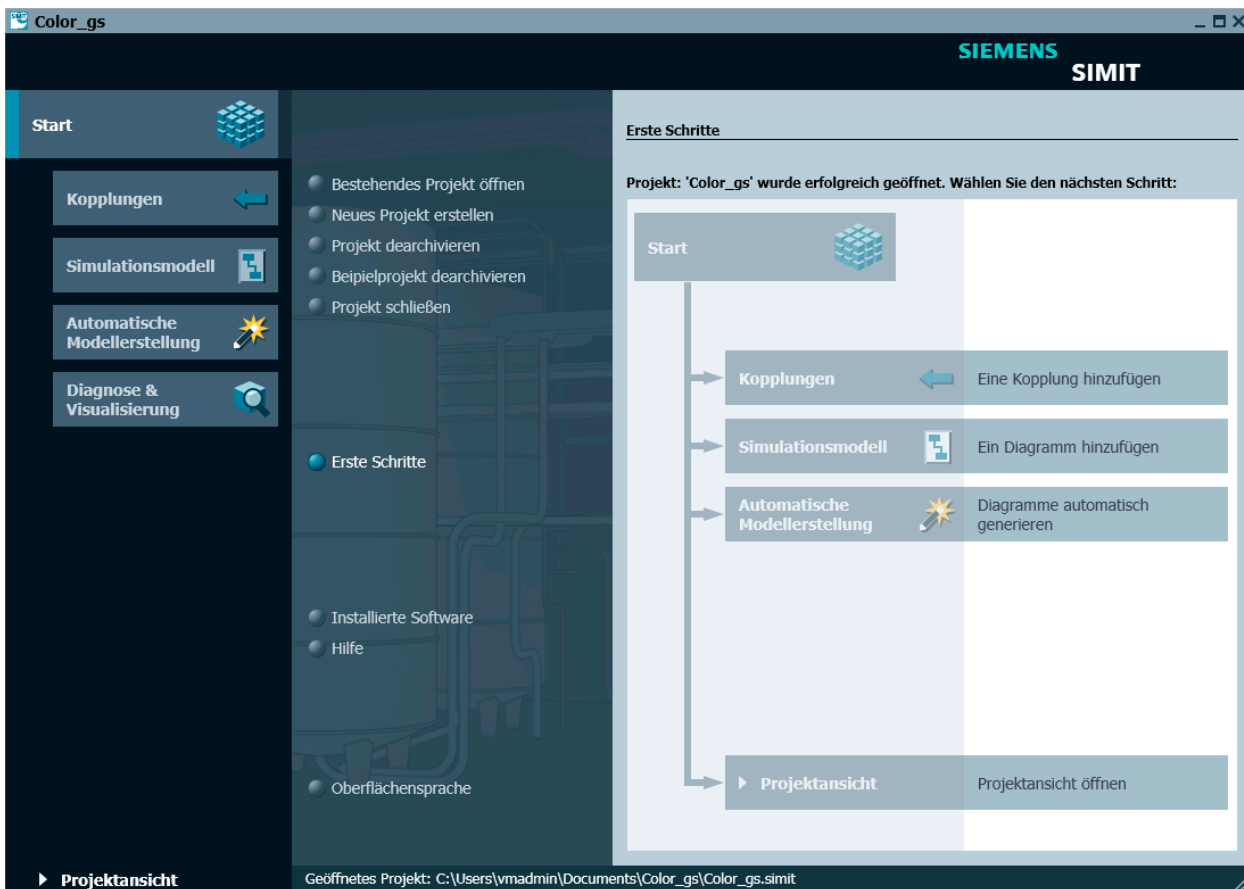 Color_gs
SIEMENS
SIMIT
Start
Kopplungen
Simulationsmodell
Automatische
Modellerstellung
Diagnose &
Visualisierung
Projektansicht
Bestehendes Projekt öffnen
Neues Projekt erstellen
Projekt dearchivieren
Beipielprojekt dearchivieren
Projekt schließen
Erste Schritte
Installierte Software
Hilfe
Oberflächensprache
Erste Schritte
Projekt: 'Color_gs' wurde erfolgreich geöffnet. Wählen Sie den nächsten Schritt:
Start
Kopplungen
Eine Kopplung hinzufügen
Simulationsmodell
Ein Diagramm hinzufügen
Automatische
Modellerstellung
Diagramme automatisch
generieren
Projektansicht
Projektansicht öffnen
Geöffnetes Projekt: C:\Users\vmadmin\Documents\Color_gs\Color_gs.simit